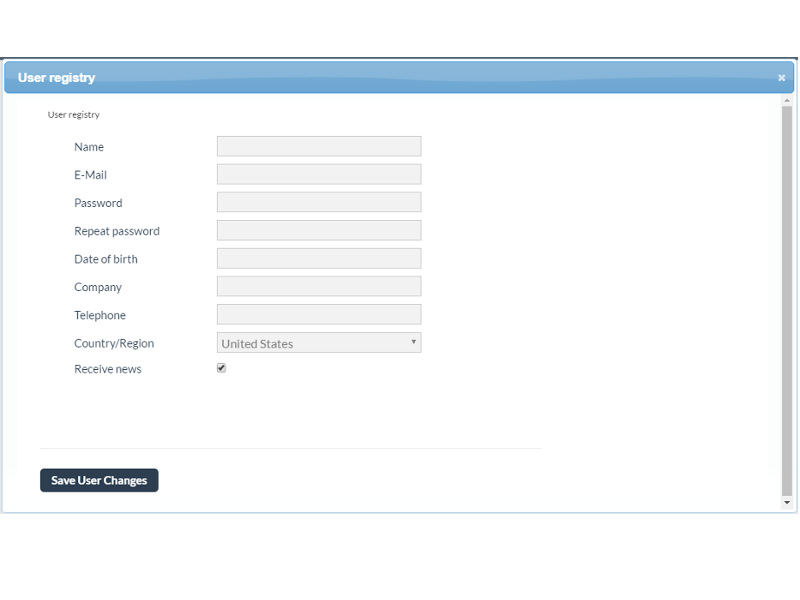 User registry
User registry
Name
E-Mail
Password
Repeat password
Date of birth
Company
Telephone
Country/Region United States
Receive news
Save User Changes